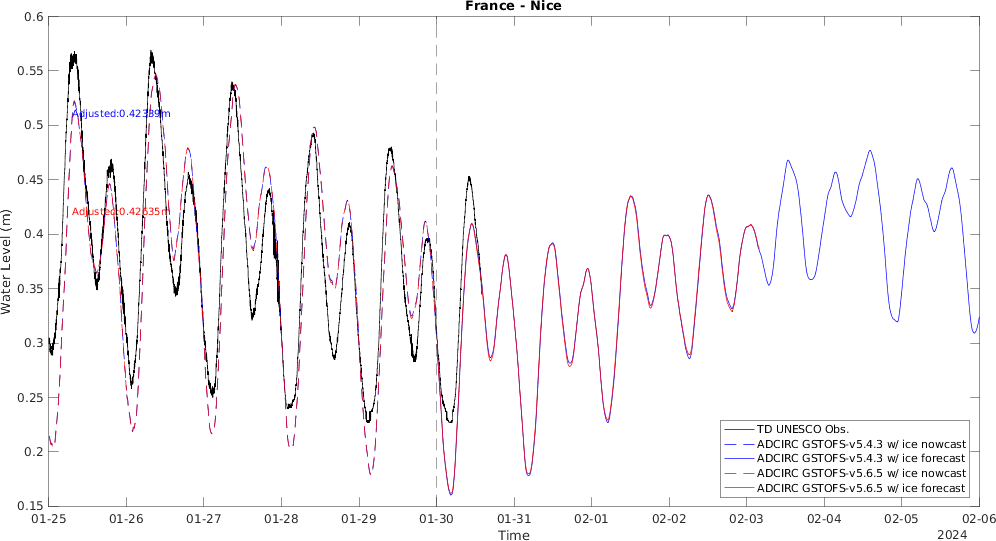 France - Nice
0.6
0.55
0.5
0.45
0.4
0.35
0.3
0.25
0.2
0.15
Water Level (m)
Adjusted:0.42339m
Adjusted:0.42635m
TD UNESCO Obs.
ADCIRC GSTOFS-v5.4.3 w/ ice nowcast
ADCIRC GSTOFS-v5.4.3 w/ ice forecast
ADCIRC GSTOFS-v5.6.5 w/ ice nowcast
ADCIRC GSTOFS-v5.6.5 w/ ice forecast
01-25 01-26 01-27 01-28 01-29 01-30 01-31 02-01 02-02 02-03 02-04 02-05 02-06
Time
2024